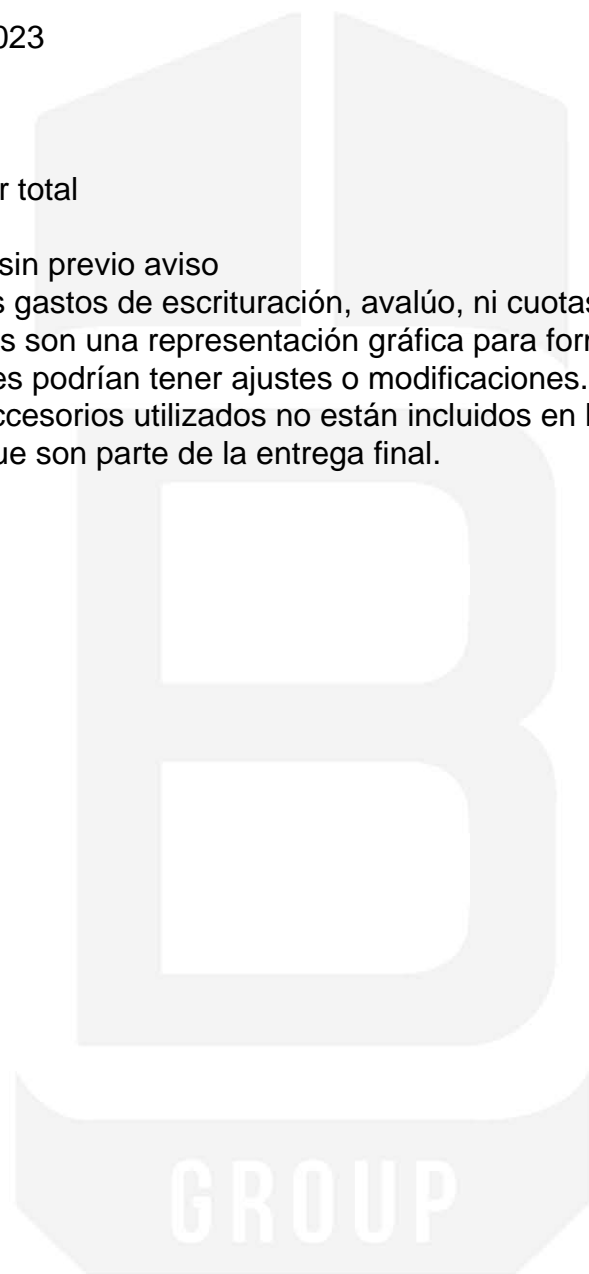 023
r total
sin previo aviso
s gastos de escrituración, avalúo, ni cuotas
s son una representación gráfica para for
es podrían tener ajustes o modificaciones.
ccesorios utilizados no están incluidos en l
ue son parte de la entrega final.
B
GROUP